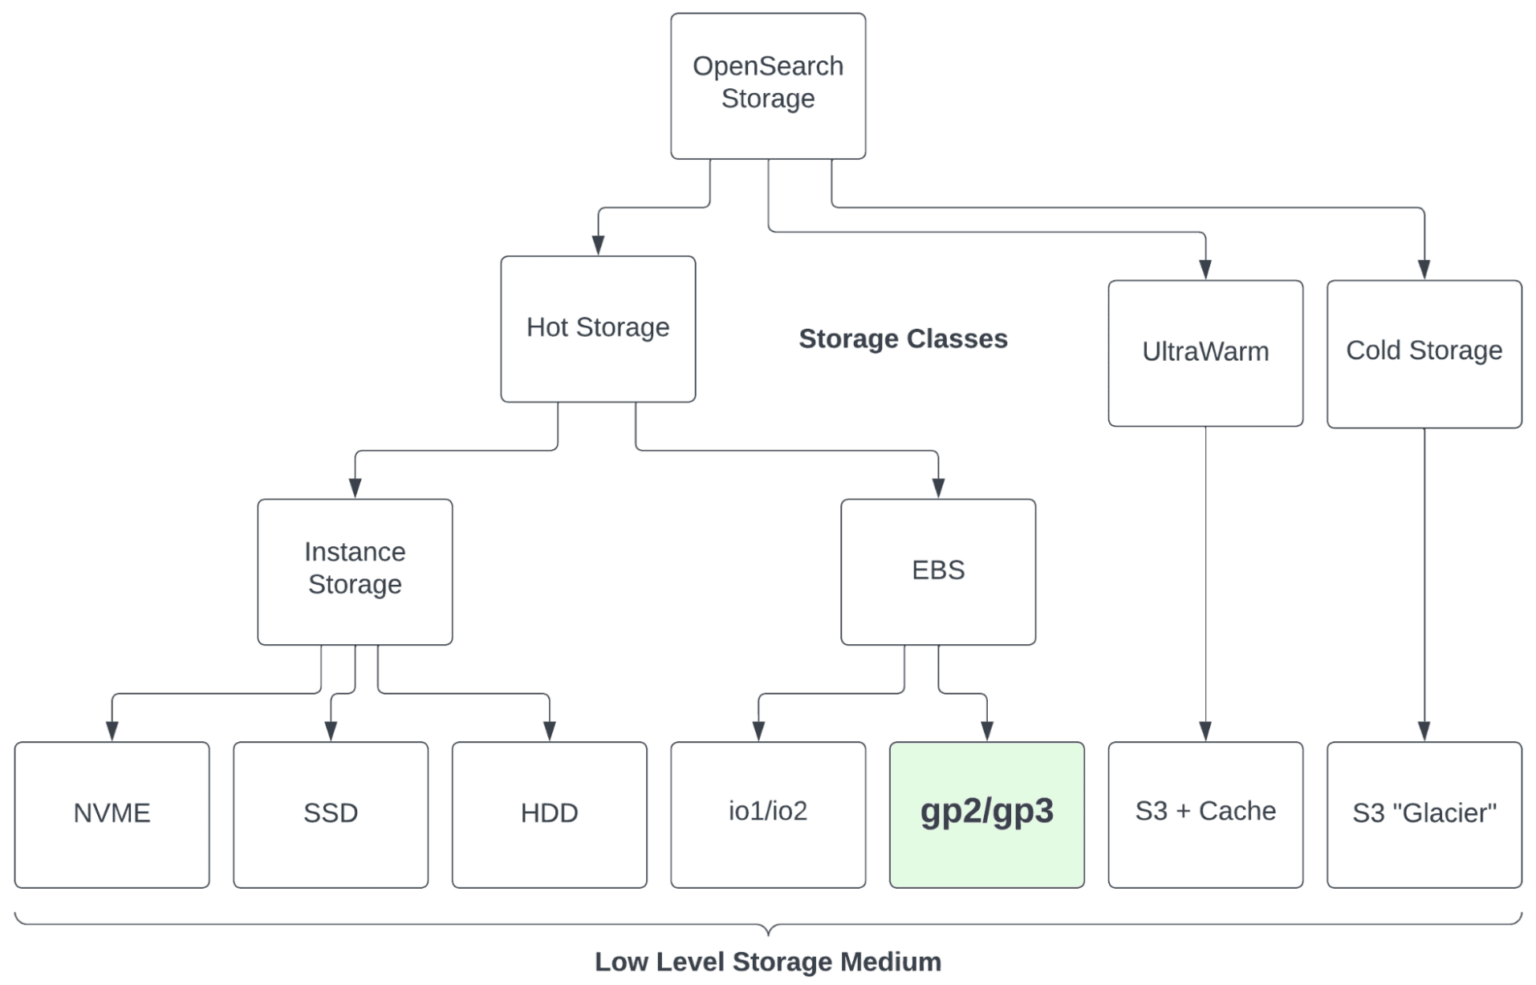 OpenSearch
Storage
Hot Storage
Storage Classes
UltraWarm
Cold Storage
Instance
Storage
EBS
NVME
SSD
HDD
io1/io2
gp2/gp3
S3 + Cache
S3 "Glacier"
Low Level Storage Medium